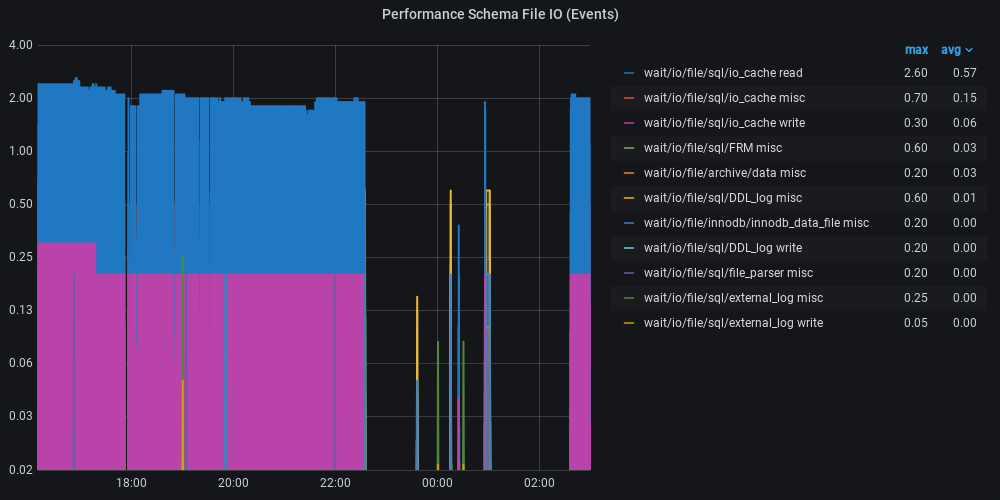 Performance Schema File IO (Events)
4.00
2.00
1.00
0.50
0.25
0.13
0.06
0.03
0.02
18:00 20:00 22:00 00:00 02:00
max avg
wait/io/file/sql/io_cache read 2.60 0.57
wait/io/file/sql/io_cache misc 0.70 0.15
wait/io/file/sql/io_cache write 0.30 0.06
wait/io/file/sql/FRM misc 0.60 0.03
wait/io/file/archive/data misc 0.20 0.03
wait/io/file/sql/DDL_log misc 0.60 0.01
wait/io/file/innodb/innodb_data_file misc 0.20 0.00
wait/io/file/sql/DDL_log write 0.20 0.00
wait/io/file/sql/file_parser misc 0.20 0.00
wait/io/file/sql/external_log misc 0.25 0.00
wait/io/file/sql/external_log write 0.05 0.00